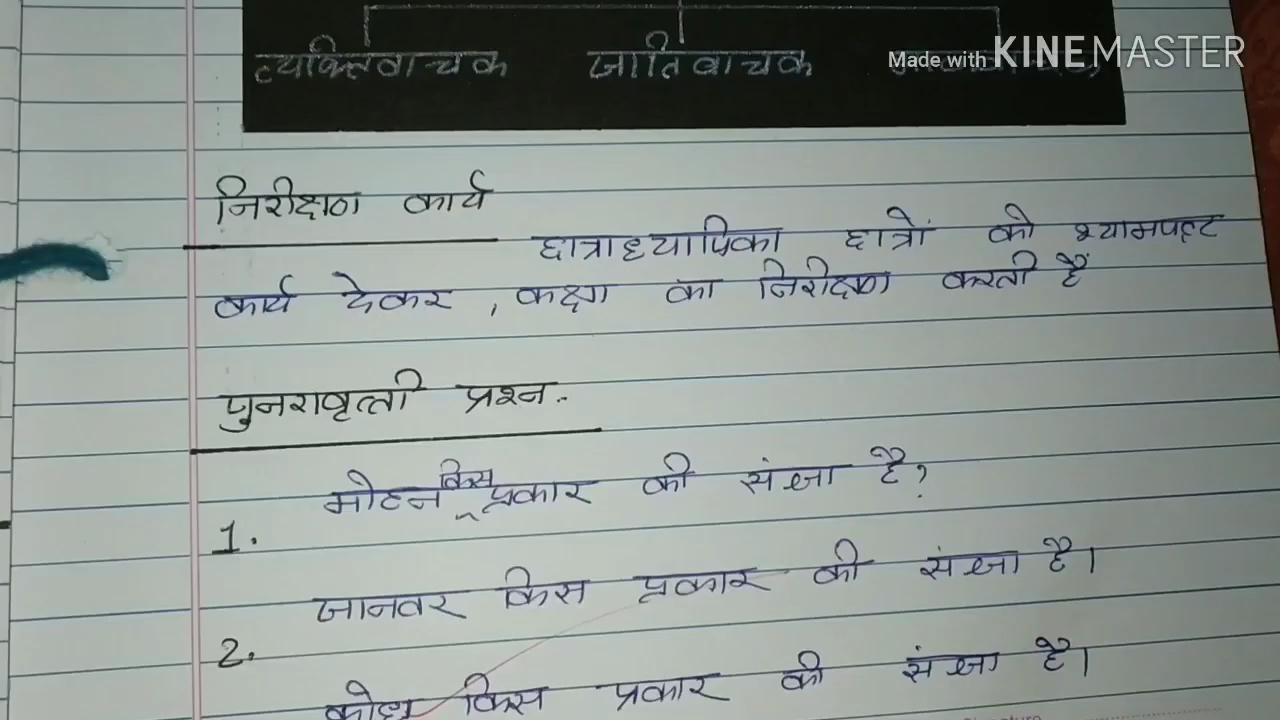 व्यक्तिवाचक जातिवाचक
Made with KINEMASTER
निरीक्षण कार्य
छात्राध्यापिका छात्रों को श्यामपट्ट
कार्य देकर , कक्षा का निरीक्षण करती हैं
पुनरावृत्ती प्रश्न.-
मोहन किस प्रकार की संज्ञा है?
1.
जानवर किस प्रकार की संज्ञा है।
2.
क्रोध किस प्रकार की संज्ञा है।